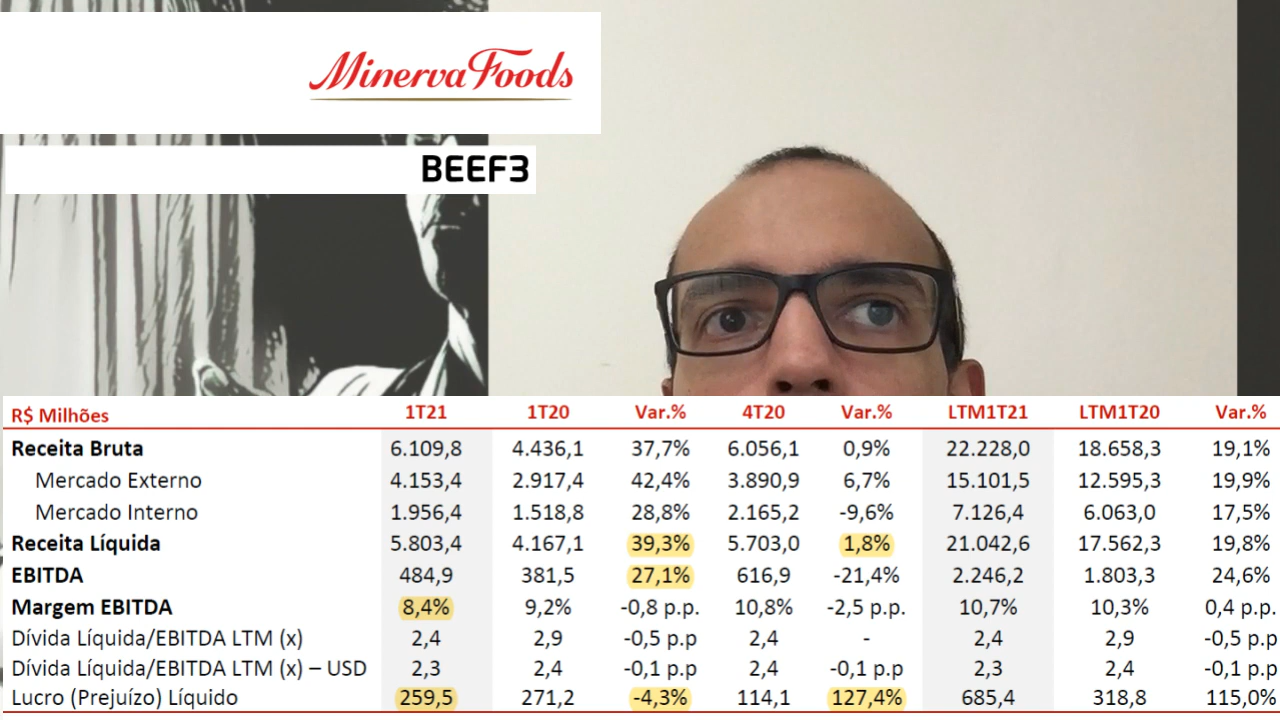 Minerva Foods
BEEF3
R$ Milhões 1T21 1T20 Var.% 4T20 Var.% LTM1T21 LTM1T20 Var.%
Receita Bruta 6.109,8 4.436,1 37,7% 6.056,1 0,9% 22.228,0 18.658,3 19,1%
Mercado Externo 4.153,4 2.917,4 42,4% 3.890,9 6,7% 15.101,5 12.595,3 19,9%
Mercado Interno 1.956,4 1.518,8 28,8% 2.165,2 -9,6% 7.126,4 6.063,0 17,5%
Receita Líquida 5.803,4 4.167,1 39,3% 5.703,0 1,8% 21.042,6 17.562,3 19,8%
EBITDA 484,9 381,5 27,1% 616,9 -21,4% 2.246,2 1.803,3 24,6%
Margem EBITDA 8,4% 9,2% -0,8 p.p. 10,8% -2,5 p.p. 10,7% 10,3% 0,4 p.p.
Dívida Líquida/EBITDA LTM (x) 2,4 2,9 -0,5 p.p 2,4 - 2,4 2,9 -0,5 p.p
Dívida Líquida/EBITDA LTM (x) – USD 2,3 2,4 -0,1 p.p 2,4 -0,1 p.p 2,3 2,4 -0,1 p.p
Lucro (Prejuízo) Líquido 259,5 271,2 -4,3% 114,1 127,4% 685,4 318,8 115,0%